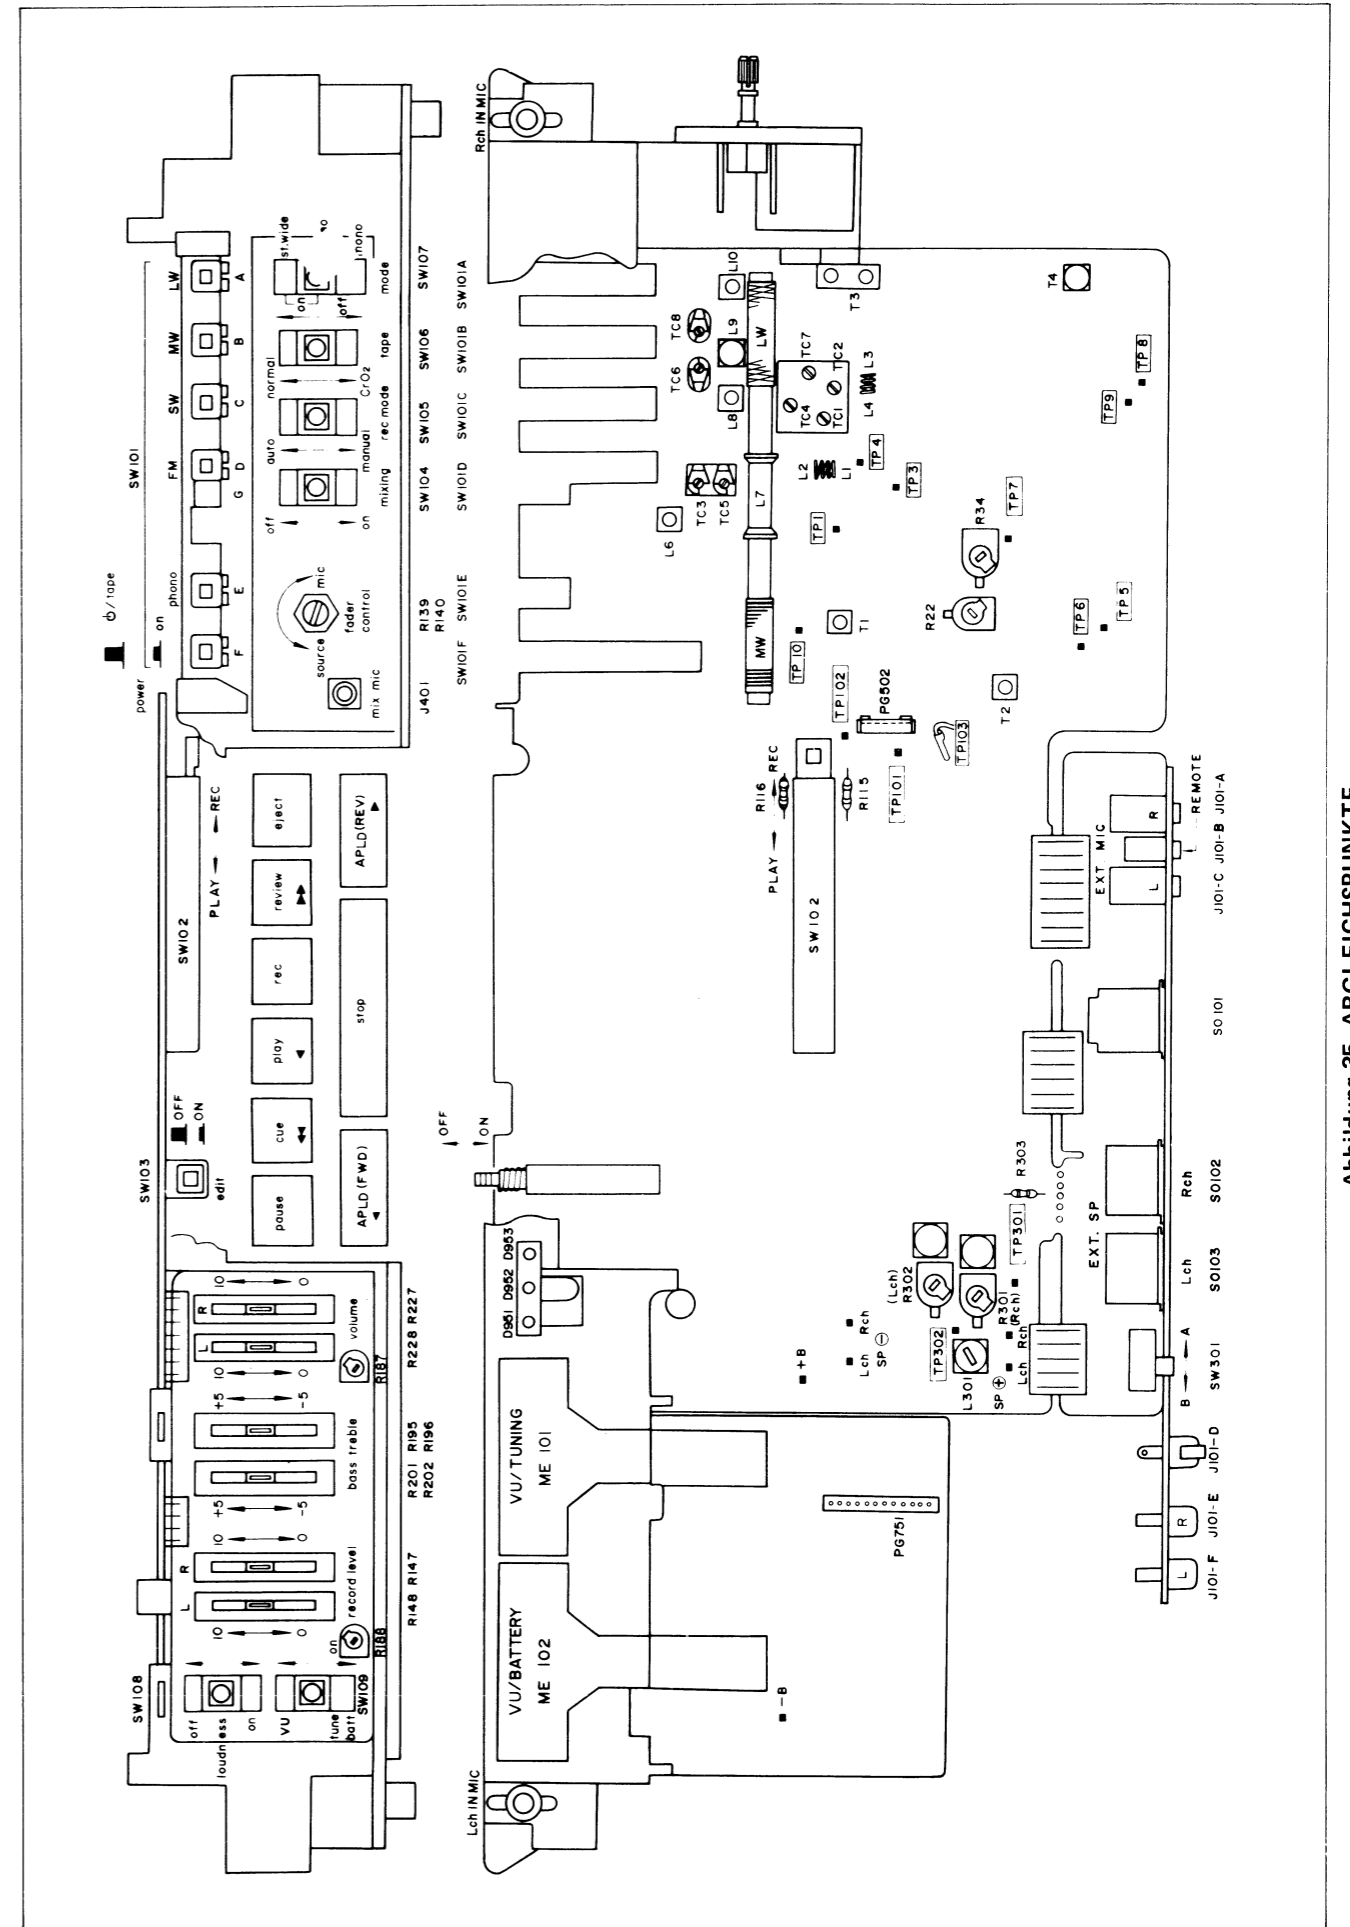 SW108
SW103
power
on
⏻/tape
SW101
off
loudness
on
VU
tune
batt
SW109
L
R
10
0
on
record level
R188
10
0
+5
-5
bass treble
+5
-5
10
0
L
R
volume
R187
10
0
R148 R147
R201 R195
R202 R196
R228 R227
edit
OFF
ON
SW102
PLAY
REC
pause
cue
play
rec
review
eject
APLD (FWD)
stop
APLD (REV)
F
E
G
D
C
B
A
phono
FM
SW
MW
LW
mix mic
source
mic
fader
control
off
on
mixing
auto
manual
rec mode
normal
CrO2
tape
on
off
st.wide
mono
mode
J401
R139
R140
SW104
SW105
SW106
SW107
SW101F
SW101E
SW101D
SW101C
SW101B
SW101A
Lch IN MIC
Rch IN MIC
VU/BATTERY
ME 102
VU/TUNING
ME 101
D951 D952 D953
OFF
ON
L6
TC3
TC5
TC6
TC8
L8
L9
L10
MW
L7
LW
TC4
TC7
TC1
TC2
L4
L3
L2
L1
T3
T4
TP1
TP4
TP3
TP10
T1
TP102
PG502
TP101
TP103
T2
R22
R34
TP7
TP6
TP5
TP9
TP8
PLAY
REC
R116
R115
SW102
-B
+B
PG751
Lch
Rch
SP ⊖
TP302
L301
SP ⊕
Lch
Rch
(Lch)
R302
R301
(Rch)
TP301
R303
EXT. SP
Lch
Rch
EXT. MIC
L
R
REMOTE
L
R
B
A
J101-F
J101-E
J101-D
SW301
SO103
SO102
SO101
J101-C
J101-B
J101-A
Abbildung 25 ABGLEICHSPUNKTE